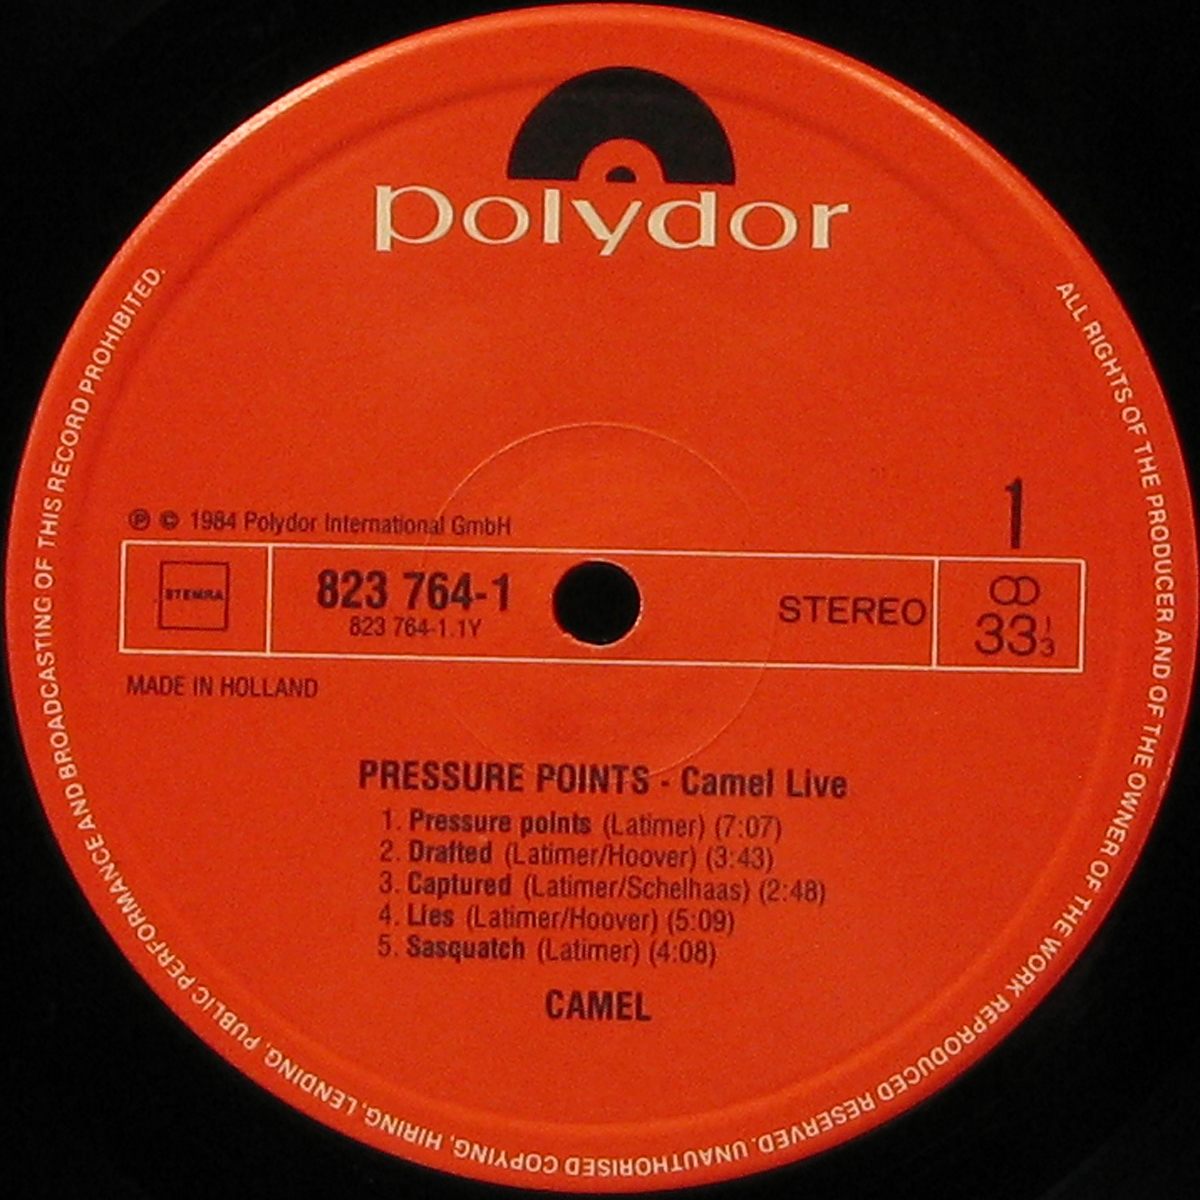 polydor
1
℗ © 1984 Polydor International GmbH
STEMRA
823 764-1
823 764-1.1Y
STEREO
33 1/3
MADE IN HOLLAND
PRESSURE POINTS - Camel Live
1. Pressure points (Latimer) (7:07)
2. Drafted (Latimer/Hoover) (3:43)
3. Captured (Latimer/Schelhaas) (2:48)
4. Lies (Latimer/Hoover) (5:09)
5. Sasquatch (Latimer) (4:08)
CAMEL
ALL RIGHTS OF THE PRODUCER AND OF THE OWNER OF THE WORK REPRODUCED RESERVED. UNAUTHORISED COPYING, HIRING, LENDING, PUBLIC PERFORMANCE AND BROADCASTING OF THIS RECORD PROHIBITED.